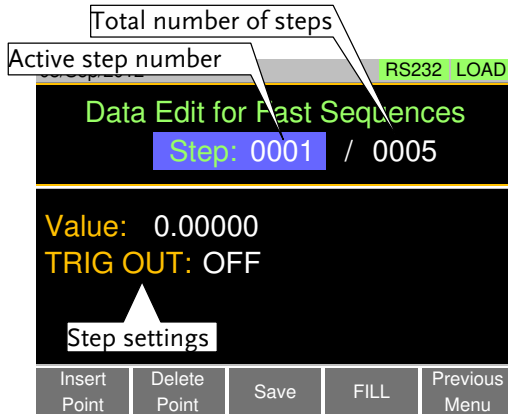 Total number of steps
Active step number
RS232 LOAD
Data Edit for Fast Sequences
Step: 0001 / 0005
Value: 0.00000
TRIG OUT: OFF
Step settings
Insert Point
Delete Point
Save
FILL
Previous Menu